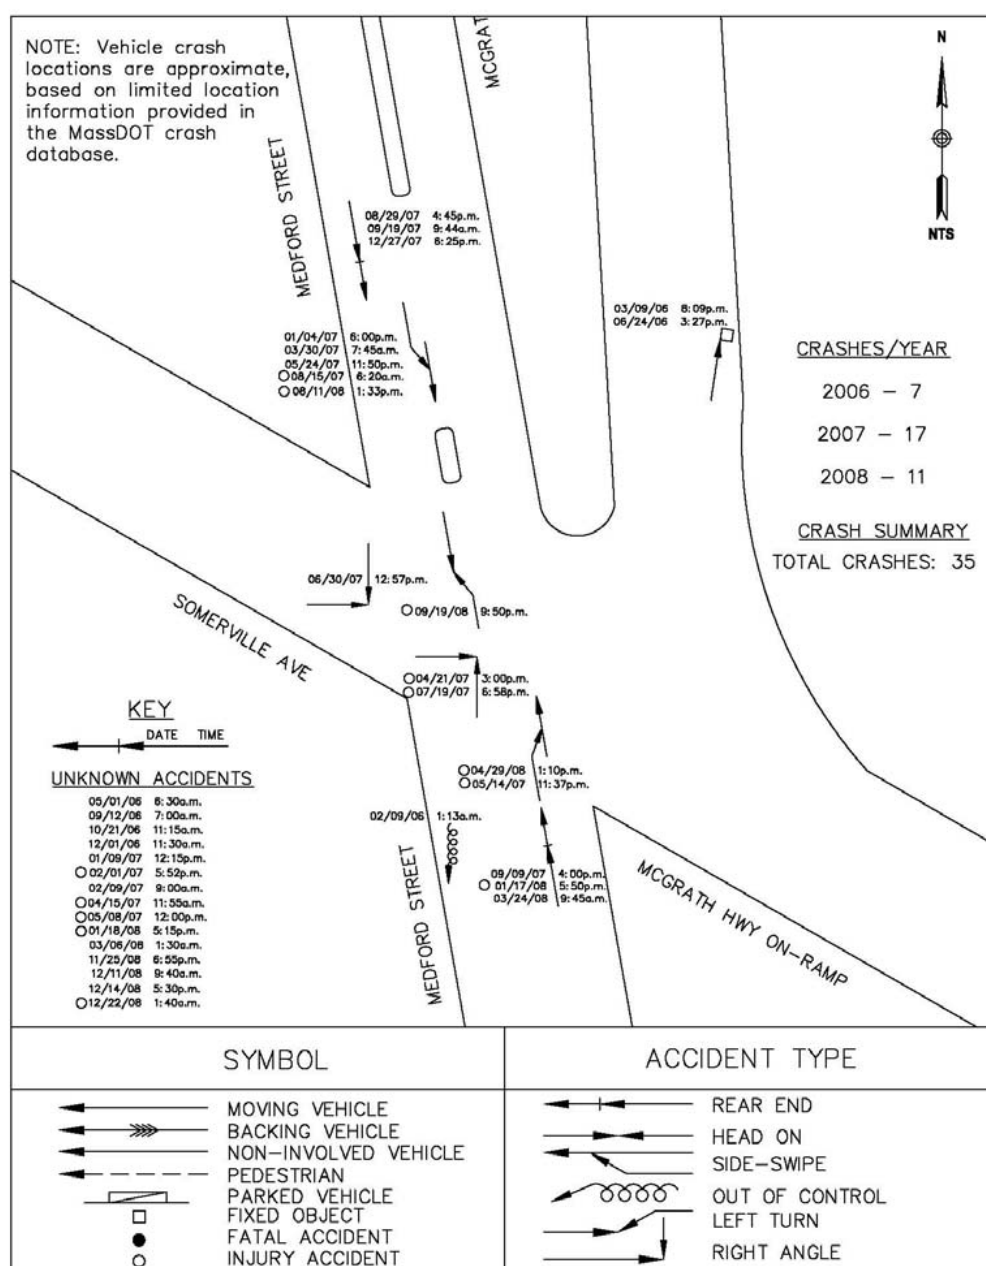 NOTE: Vehicle crash
locations are approximate,
based on limited location
information provided in
the MassDOT crash
database.
MCGRATH
N
NTS
MEDFORD STREET
08/29/07 4:45p.m.
09/19/07 9:44a.m.
12/27/07 6:25p.m.
03/09/06 8:09p.m.
06/24/06 3:27p.m.
01/04/07 6:00p.m.
03/30/07 7:45a.m.
05/24/07 11:50p.m.
08/15/07 6:20a.m.
08/11/08 1:33p.m.
CRASHES/YEAR
2006 – 7
2007 – 17
2008 – 11
CRASH SUMMARY
TOTAL CRASHES: 35
06/30/07 12:57p.m.
09/19/08 9:50p.m.
SOMERVILLE AVE
04/21/07 3:00p.m.
07/19/07 6:58p.m.
KEY
DATE TIME
UNKNOWN ACCIDENTS
05/01/06 6:30a.m.
09/12/06 7:00a.m.
10/21/06 11:15a.m.
12/01/06 11:30a.m.
01/09/07 12:15p.m.
02/01/07 5:52p.m.
02/09/07 9:00a.m.
04/15/07 11:55a.m.
05/08/07 12:00p.m.
01/18/08 5:15p.m.
03/06/08 1:30a.m.
11/25/08 6:55p.m.
12/11/08 9:40a.m.
12/14/08 5:30p.m.
12/22/08 1:40a.m.
04/29/08 1:10p.m.
05/14/07 11:37p.m.
02/09/06 1:13a.m.
09/09/07 4:00p.m.
01/17/08 5:50p.m.
03/24/08 9:45a.m.
MEDFORD STREET
MCGRATH HWY ON-RAMP
SYMBOL
MOVING VEHICLE
BACKING VEHICLE
NON-INVOLVED VEHICLE
PEDESTRIAN
PARKED VEHICLE
FIXED OBJECT
FATAL ACCIDENT
INJURY ACCIDENT
ACCIDENT TYPE
REAR END
HEAD ON
SIDE-SWIPE
OUT OF CONTROL
LEFT TURN
RIGHT ANGLE